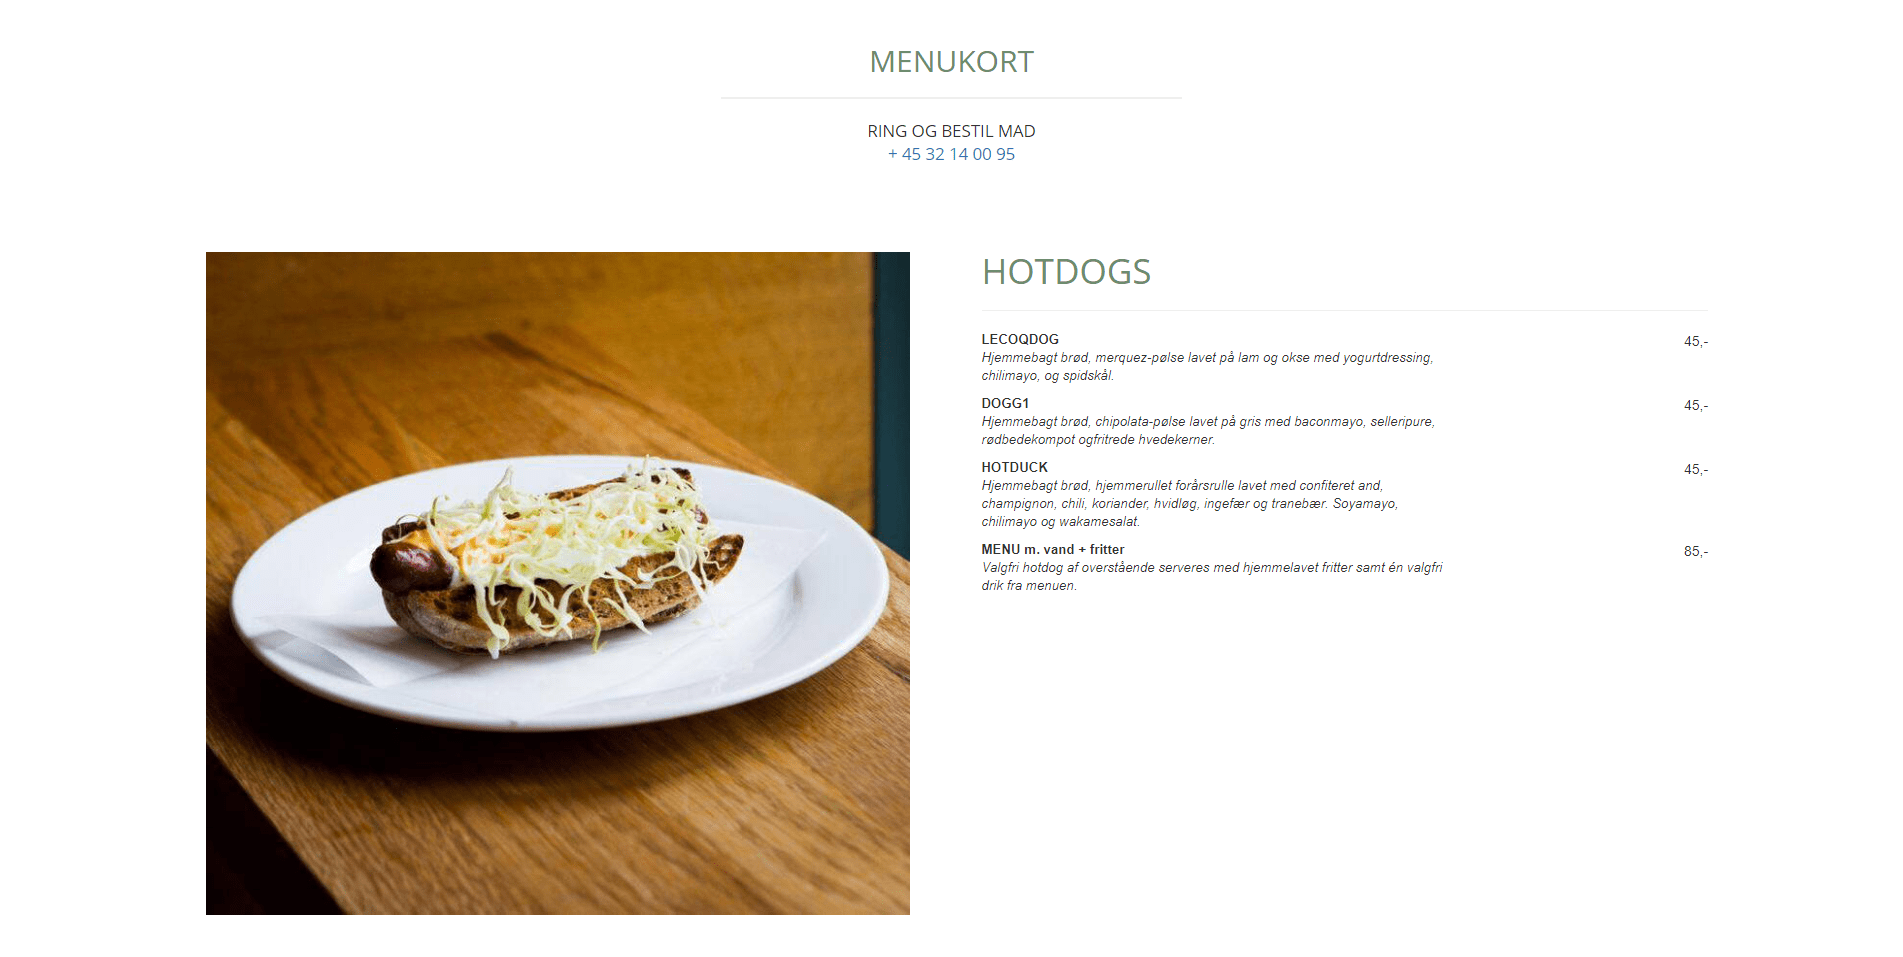 MENUKORT
RING OG BESTIL MAD
+ 45 32 14 00 95
HOTDOGS
LECOQDOG 45,-
Hjemmebagt brød, merquez-pølse lavet på lam og okse med yogurtdressing,
chilimayo, og spidskål.
DOGG1 45,-
Hjemmebagt brød, chipolata-pølse lavet på gris med baconmayo, selleripure,
rødbedekompot ogfritrede hvedekerner.
HOTDUCK 45,-
Hjemmebagt brød, hjemmerullet forårsrulle lavet med confiteret and,
champignon, chili, koriander, hvidløg, ingefær og tranebær. Soyamayo,
chilimayo og wakamesalat.
MENU m. vand + fritter 85,-
Valgfri hotdog af overstående serveres med hjemmelavet fritter samt én valgfri
drik fra menuen.